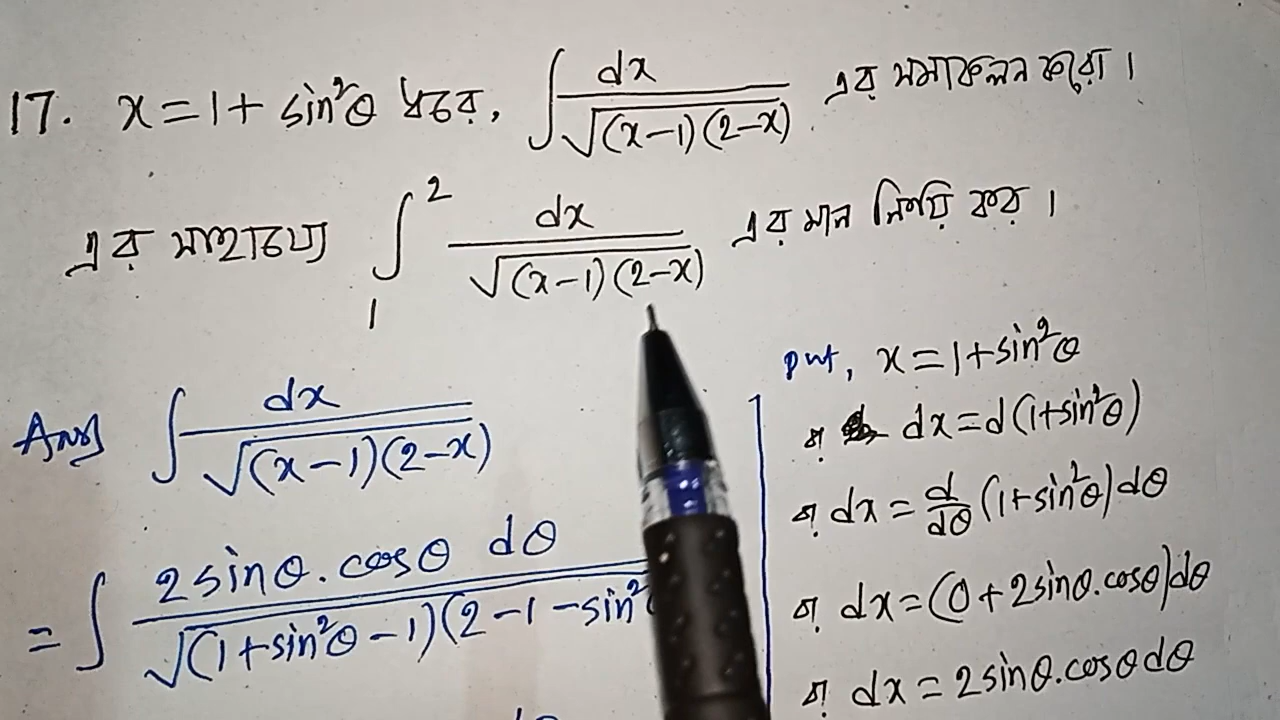 17. x = 1 + sin²θ ধরে, ∫ dx / √(x−1)(2−x) এর সমাকলন করো।
এর সাহায্যে ∫₁² dx / √(x−1)(2−x) এর মান নির্ণয় কর।
Ans ∫ dx / √(x−1)(2−x)
= ∫ 2 sinθ. cosθ dθ / √(1+sin²θ−1)(2−1−sin²
put, x = 1 + sin²θ
বা, dx = d(1+sin²θ)
বা, dx = d/dθ (1+sin²θ) dθ
বা, dx = (0 + 2sinθ.cosθ)dθ
বা, dx = 2sinθ.cosθ dθ